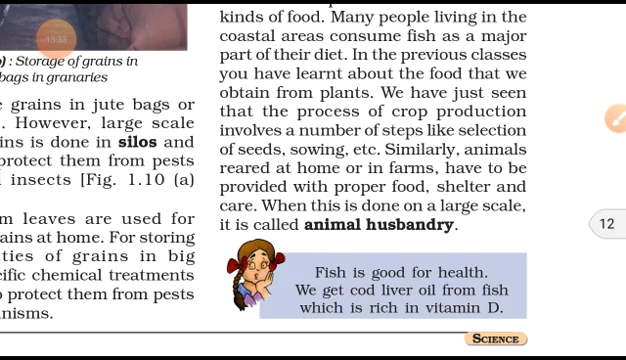 13:35
) : Storage of grains in
bags in granaries
e grains in jute bags or
. However, large scale
ins is done in silos and
protect them from pests
insects [Fig. 1.10 (a)
m leaves are used for
ains at home. For storing
ties of grains in big
cific chemical treatments
protect them from pests
nisms.
kinds of food. Many people living in the
coastal areas consume fish as a major
part of their diet. In the previous classes
you have learnt about the food that we
obtain from plants. We have just seen
that the process of crop production
involves a number of steps like selection
of seeds, sowing, etc. Similarly, animals
reared at home or in farms, have to be
provided with proper food, shelter and
care. When this is done on a large scale,
it is called animal husbandry.
Fish is good for health.
We get cod liver oil from fish
which is rich in vitamin D.
SCIENCE
12